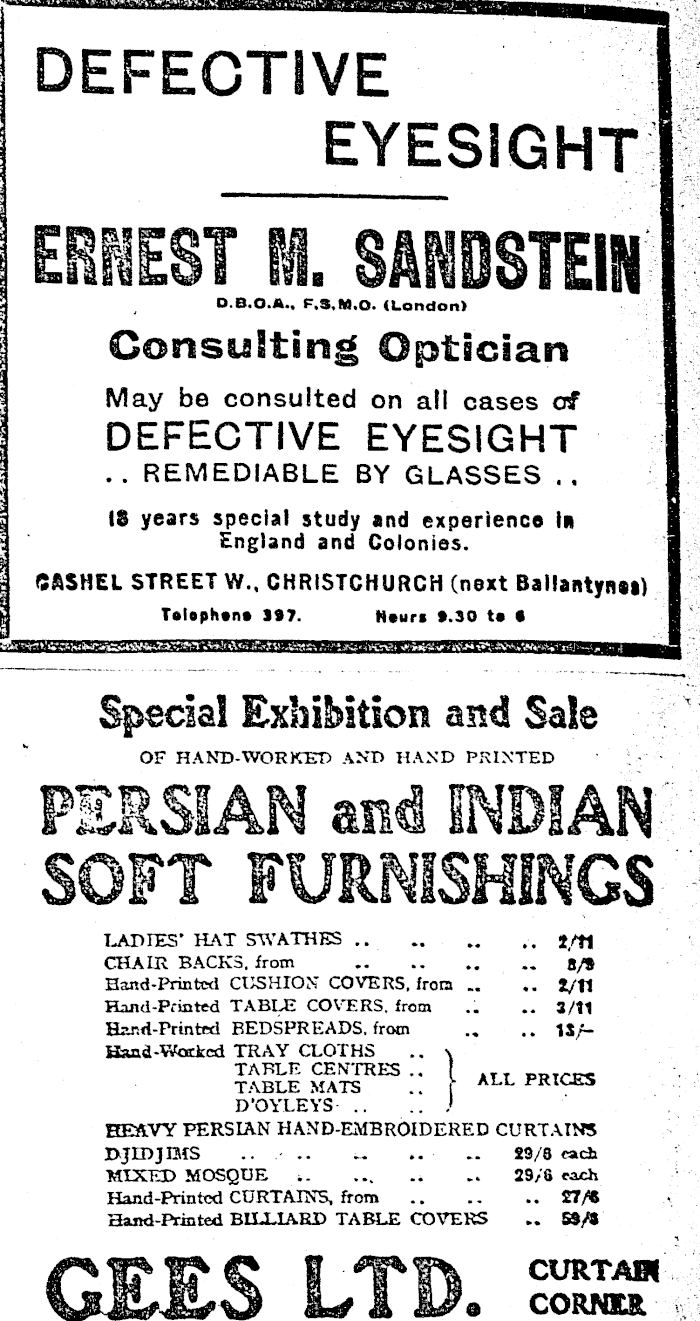 DEFECTIVE
EYESIGHT
ERNEST M. SANDSTEIN
D.B.O.A., F.S.M.O. (London)
Consulting Optician
May be consulted on all cases of
DEFECTIVE EYESIGHT
.. REMEDIABLE BY GLASSES ..
18 years special study and experience in
England and Colonies.
CASHEL STREET W., CHRISTCHURCH (next Ballantynes)
Telephone 397. Hours 9.30 to 6
Special Exhibition and Sale
OF HAND-WORKED AND HAND PRINTED
PERSIAN and INDIAN
SOFT FURNISHINGS
LADIES' HAT SWATHES .. .. .. .. 2/11
CHAIR BACKS, from .. .. .. ..
Hand-Printed CUSHION COVERS, from .. .. 2/11
Hand-Printed TABLE COVERS, from .. .. 3/11
Hand-Printed BEDSPREADS, from .. .. 13/-
Hand-Worked TRAY CLOTHS ..
TABLE CENTRES ..
TABLE MATS .. ALL PRICES
D'OYLEYS .. ..
HEAVY PERSIAN HAND-EMBROIDERED CURTAINS
DJIDJIMS .. .. .. .. 29/6 each
MIXED MOSQUE .. .. .. .. 29/6 each
Hand-Printed CURTAINS, from .. .. .. 27/6
Hand-Printed BILLIARD TABLE COVERS ..
GEES LTD. CURTAIN
CORNER